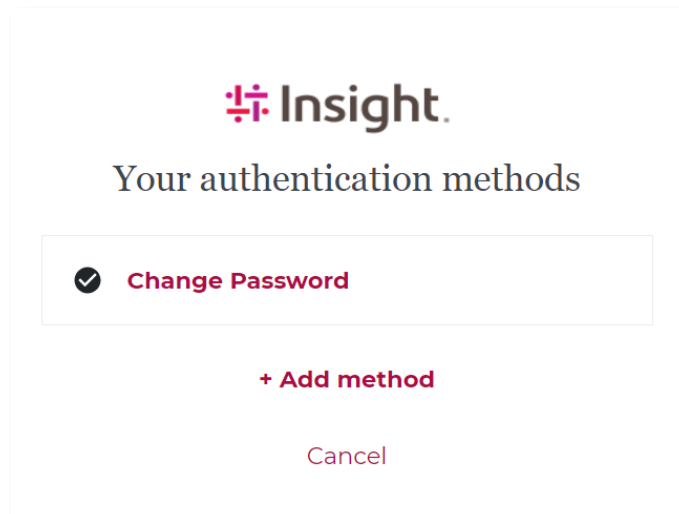 Insight.
Your authentication methods
Change Password
+ Add method
Cancel